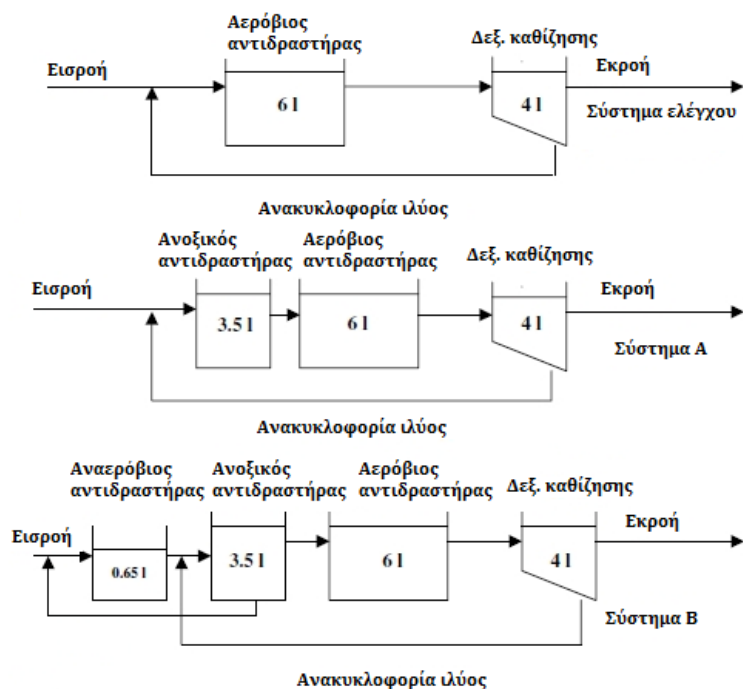 Αερόβιος
αντιδραστήρας
Δεξ. καθίζησης
Εισροή
Εκροή
6 l
4 l
Σύστημα ελέγχου
Ανακυκλοφορία ιλύος
Ανοξικός
αντιδραστήρας
Αερόβιος
αντιδραστήρας
Δεξ. καθίζησης
Εισροή
Εκροή
3.5 l
6 l
4 l
Σύστημα Α
Ανακυκλοφορία ιλύος
Αναερόβιος
αντιδραστήρας
Ανοξικός
αντιδραστήρας
Αερόβιος
αντιδραστήρας
Δεξ. καθίζησης
Εισροή
Εκροή
0.65 l
3.5 l
6 l
4 l
Σύστημα Β
Ανακυκλοφορία ιλύος